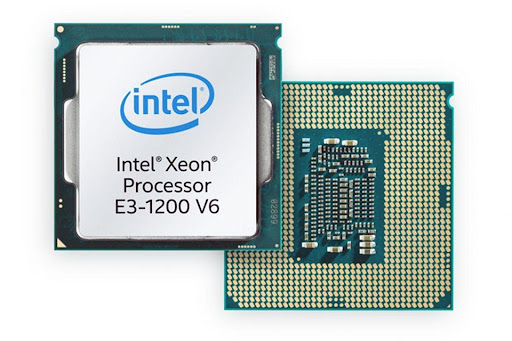 intel
Intel® Xeon®
Processor
E3-1200 V6